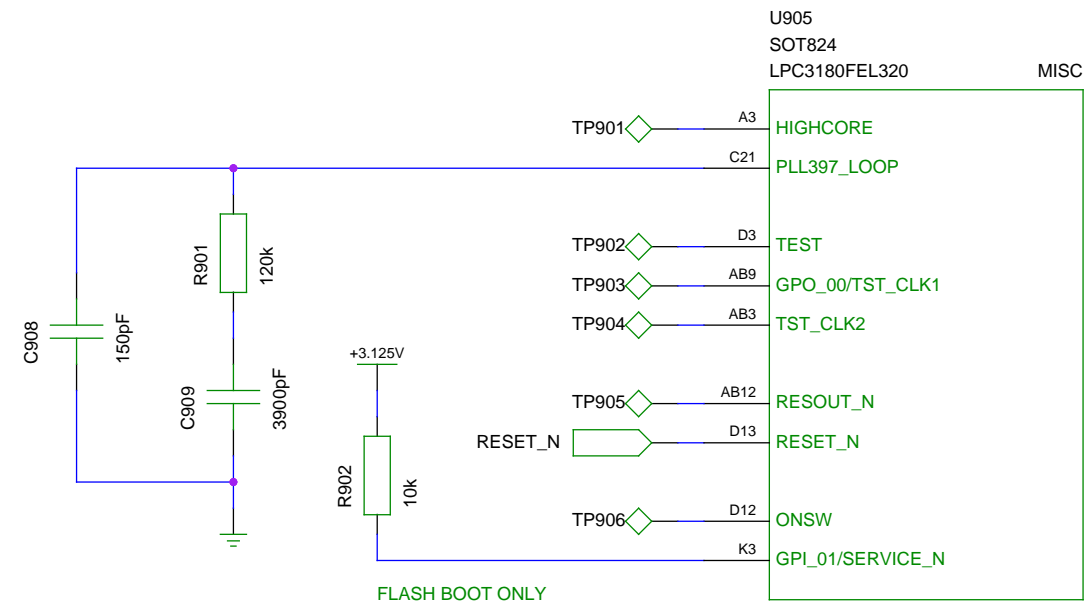 U905
SOT824
LPC3180FEL320 MISC
TP901 A3 HIGHCORE
C21 PLL397_LOOP
TP902 D3 TEST
R901 120k
TP903 AB9 GPO_00/TST_CLK1
TP904 AB3 TST_CLK2
C908 150pF
+3.125V
C909 3900pF
TP905 AB12 RESOUT_N
RESET_N D13 RESET_N
R902 10k
TP906 D12 ONSW
K3 GPI_01/SERVICE_N
FLASH BOOT ONLY